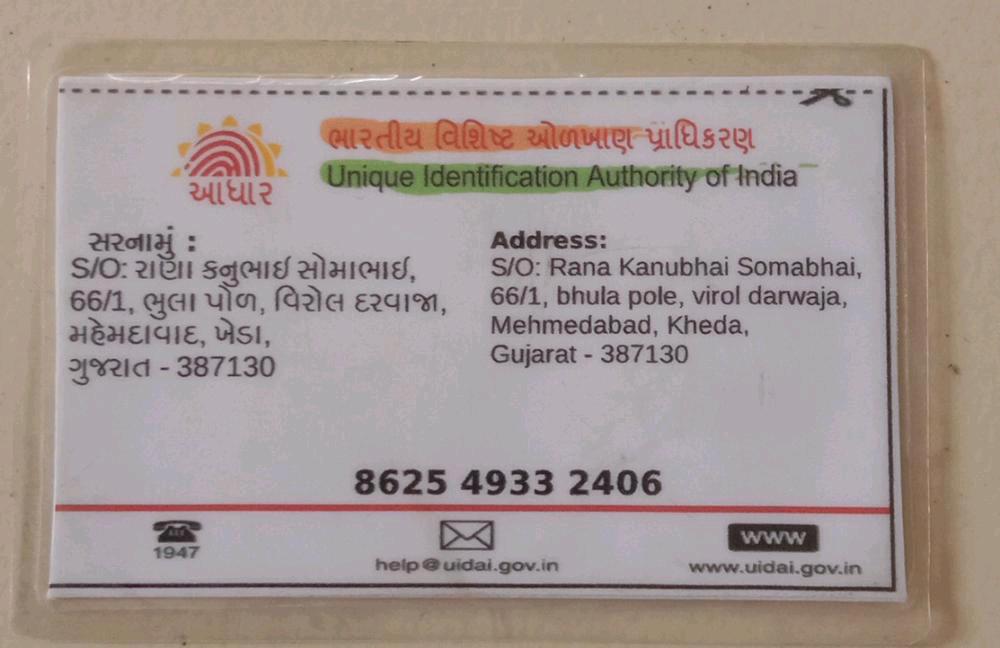 ભારતીય વિશિષ્ટ ઓળખાણ પ્રાધિકરણ
Unique Identification Authority of India
આધાર
સરનામું :
S/O: રાણા કનુભાઈ સોમાભાઈ,
66/1, ભુલા પોળ, વિરોલ દરવાજા,
મહેમદાવાદ, ખેડા,
ગુજરાત - 387130
Address:
S/O: Rana Kanubhai Somabhai,
66/1, bhula pole, virol darwaja,
Mehmedabad, Kheda,
Gujarat - 387130
8625 4933 2406
1947
help@uidai.gov.in
www
www.uidai.gov.in